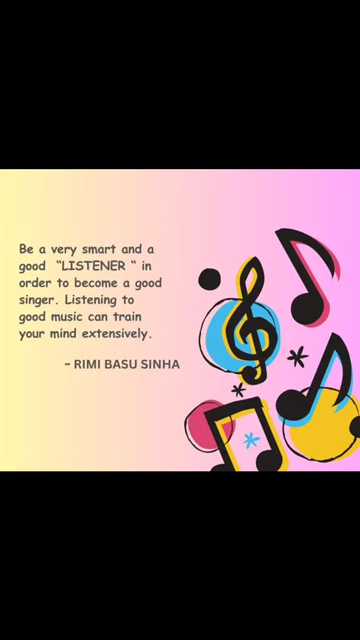 Be a very smart and a
good  "LISTENER " in
order to become a good
singer. Listening to
good music can train
your mind extensively.
~ RIMI BASU SINHA